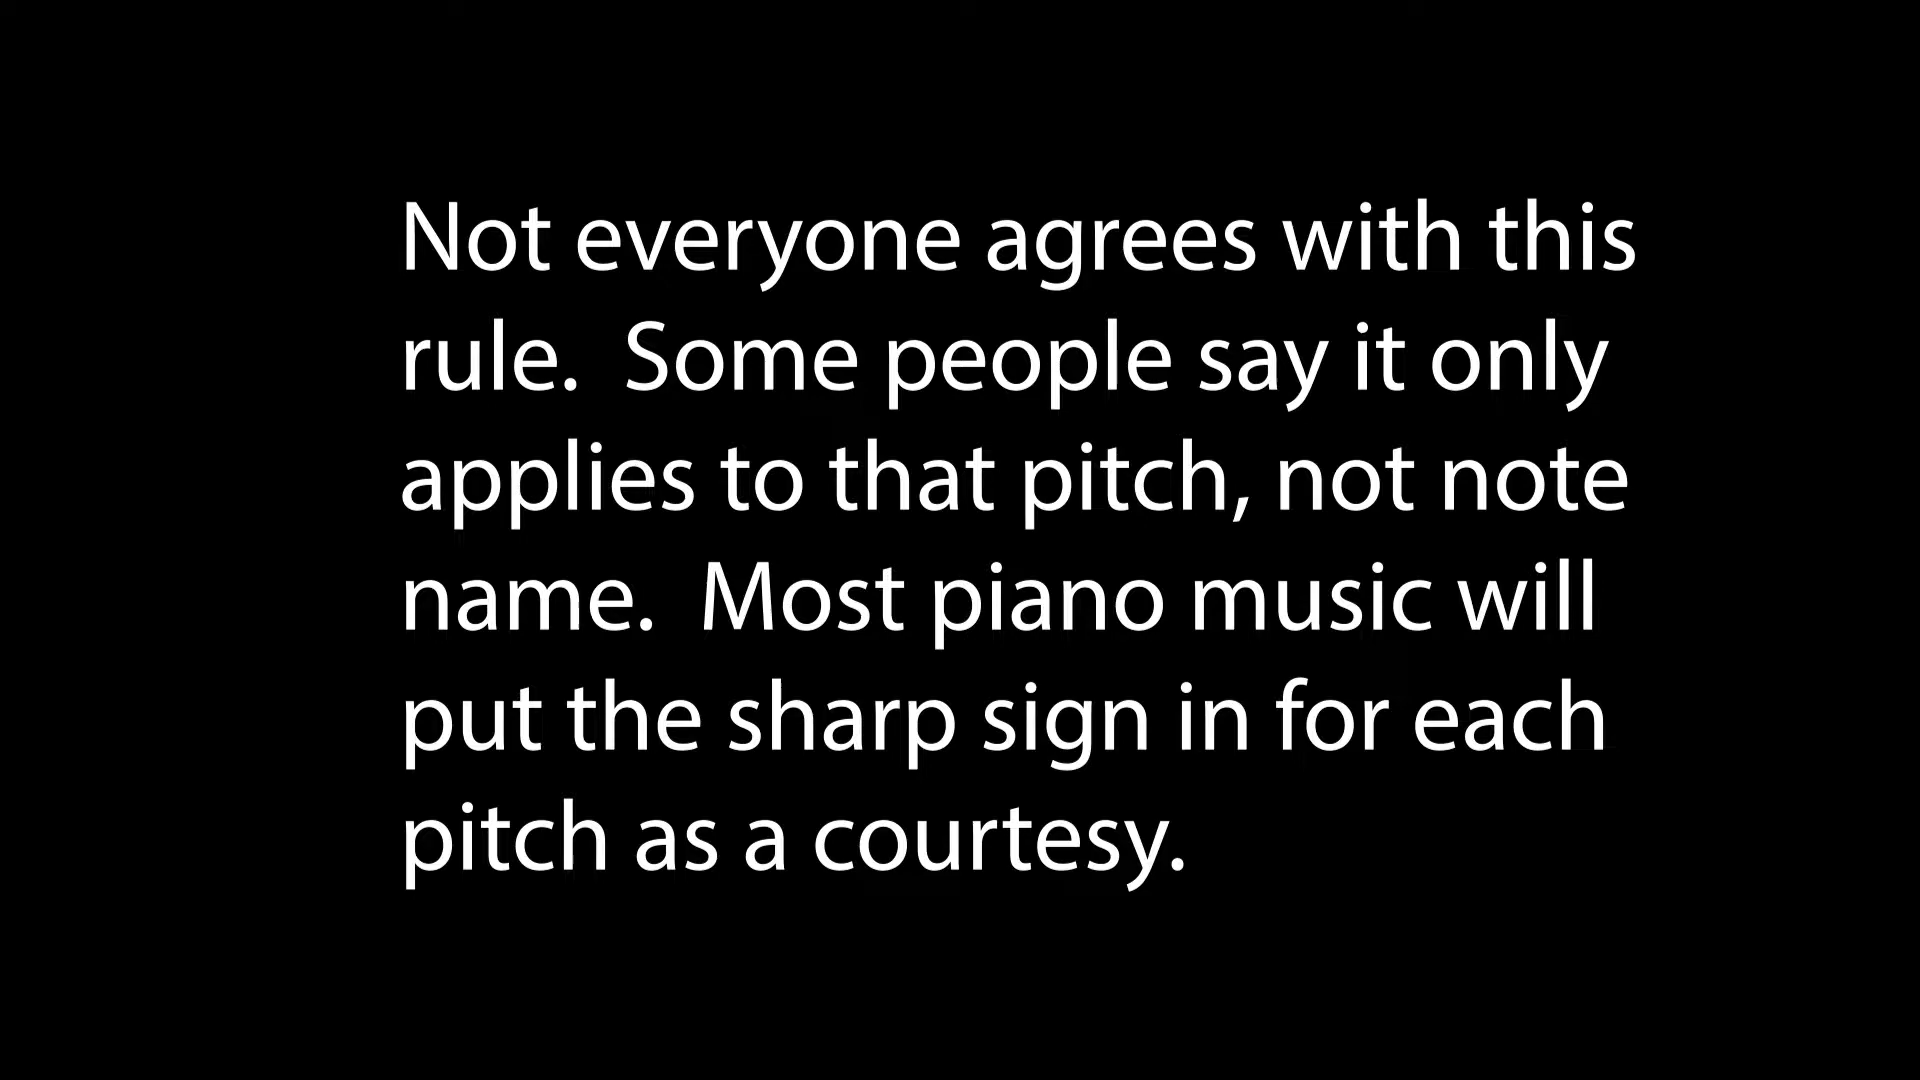 Not everyone agrees with this
rule.  Some people say it only
applies to that pitch, not note
name.  Most piano music will
put the sharp sign in for each
pitch as a courtesy.